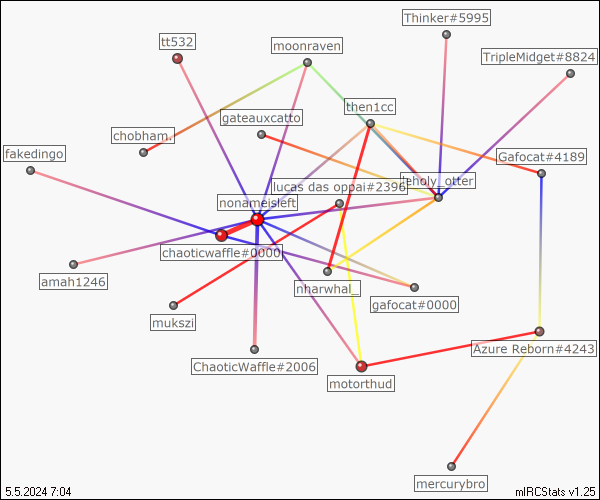 Thinker#5995
tt532
moonraven
TripleMidget#8824
then1cc
gateauxcatto
chobham.
fakedingo
Gafocat#4189
lucas das oppai#2396
nonameisleft
chaoticwaffle#0000
amah1246
nharwhal_
gafocat#0000
mukszi
Azure Reborn#4243
ChaoticWaffle#2006
motorthud
mercurybro
5.5.2024 7:04
mIRCStats v1.25